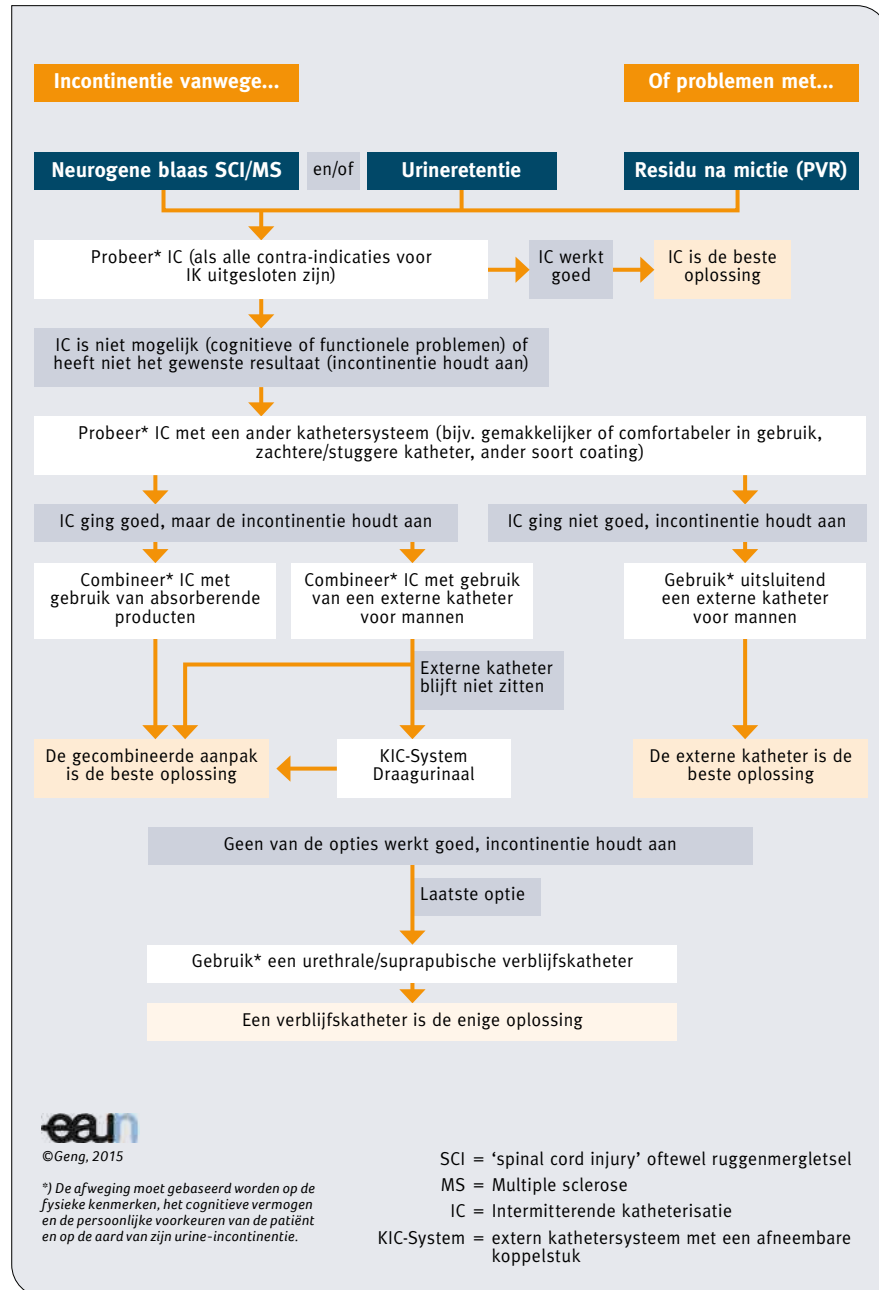 Incontinentie vanwege...
Of problemen met...
Neurogene blaas SCI/MS
en/of
Urineretentie
Residu na mictie (PVR)
Probeer* IC (als alle contra-indicaties voor
IK uitgesloten zijn)
IC werkt
goed
IC is de beste
oplossing
IC is niet mogelijk (cognitieve of functionele problemen) of
heeft niet het gewenste resultaat (incontinentie houdt aan)
Probeer* IC met een ander kathetersysteem (bijv. gemakkelijker of comfortabeler in gebruik,
zachtere/stuggere katheter, ander soort coating)
IC ging goed, maar de incontinentie houdt aan
IC ging niet goed, incontinentie houdt aan
Combineer* IC met
gebruik van absorberende
producten
Combineer* IC met gebruik
van een externe katheter
voor mannen
Gebruik* uitsluitend
een externe katheter
voor mannen
Externe katheter
blijft niet zitten
De gecombineerde aanpak
is de beste oplossing
KIC-System
Draagurinaal
De externe katheter is de
beste oplossing
Geen van de opties werkt goed, incontinentie houdt aan
Laatste optie
Gebruik* een urethrale/suprapubische verblijfskatheter
Een verblijfskatheter is de enige oplossing
eaun
©Geng, 2015
*) De afweging moet gebaseerd worden op de
fysieke kenmerken, het cognitieve vermogen
en de persoonlijke voorkeuren van de patiënt
en op de aard van zijn urine-incontinentie.
SCI = ‘spinal cord injury’ oftewel ruggenmergletsel
MS = Multiple sclerose
IC = Intermitterende katheterisatie
KIC-System = extern kathetersysteem met een afneembare
koppelstuk